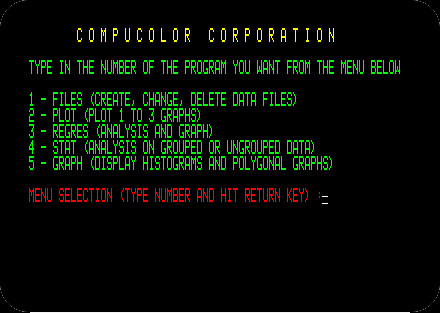 COMPUCOLOR CORPORATION
TYPE IN THE NUMBER OF THE PROGRAM YOU WANT FROM THE MENU BELOW
1 - FILES (CREATE, CHANGE, DELETE DATA FILES)
2 - PLOT (PLOT 1 TO 3 GRAPHS)
3 - REGRES (ANALYSIS AND GRAPH)
4 - STAT (ANALYSIS ON GROUPED OR UNGROUPED DATA)
5 - GRAPH (DISPLAY HISTOGRAMS AND POLYGONAL GRAPHS)
MENU SELECTION (TYPE NUMBER AND HIT RETURN KEY) :_